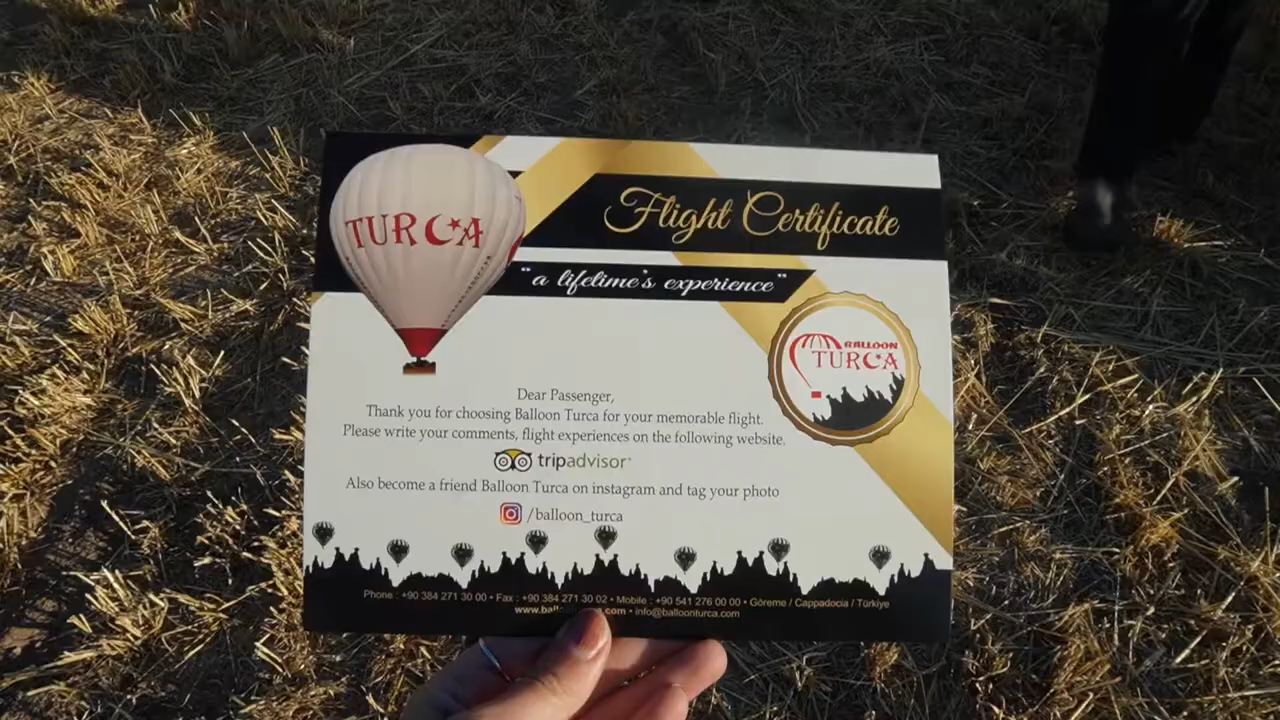 TURCA
Flight Certificate
"a lifetime's experience"
BALLOON
TURCA
Dear Passenger,
Thank you for choosing Balloon Turca for your memorable flight.
Please write your comments, flight experiences on the following website.
tripadvisor
Also become a friend Balloon Turca on instagram and tag your photo
/balloon_turca
Phone : +90 384 271 30 00 • Fax : +90 384 271 30 02 • Mobile : +90 541 276 00 00 • Göreme / Cappadocia / Türkiye
• info@balloonturca.com